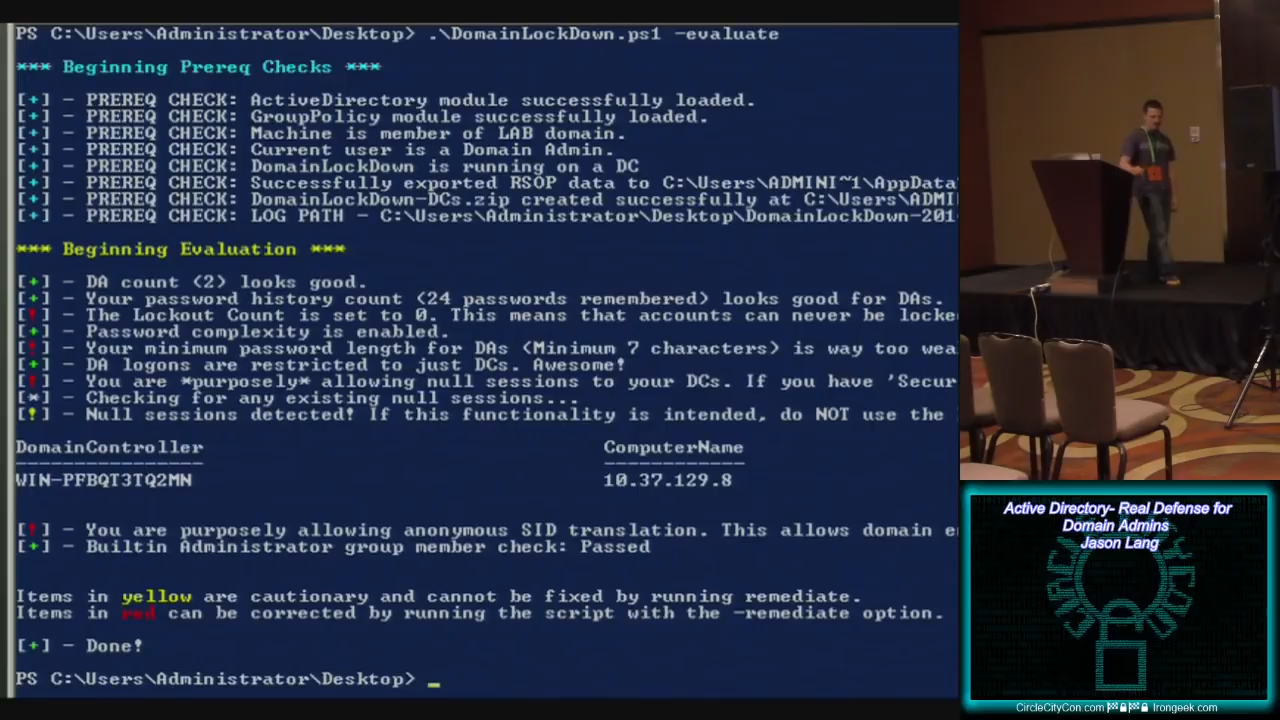 PS C:\Users\Administrator\Desktop> .\DomainLockDown.ps1 -evaluate
*** Beginning Prereq Checks ***
[+] - PREREQ CHECK: ActiveDirectory module successfully loaded.
[+] - PREREQ CHECK: GroupPolicy module successfully loaded.
[+] - PREREQ CHECK: Machine is member of LAB domain.
[+] - PREREQ CHECK: Current user is a Domain Admin.
[+] - PREREQ CHECK: DomainLockDown is running on a DC
[+] - PREREQ CHECK: Successfully exported RSOP data to C:\Users\ADMINI~1\AppData
[+] - PREREQ CHECK: DomainLockDown-DCs.zip created successfully at C:\Users\ADMI
[+] - PREREQ CHECK: LOG PATH - C:\Users\Administrator\Desktop\DomainLockDown-201
*** Beginning Evaluation ***
[+] - DA count (2) looks good.
[+] - Your password history count (24 passwords remembered) looks good for DAs.
[!] - The Lockout Count is set to 0. This means that accounts can never be locke
[+] - Password complexity is enabled.
[!] - Your minimum password length for DAs (Minimum 7 characters) is way too wea
[+] - DA logons are restricted to just DCs. Awesome!
[!] - You are *purposely* allowing null sessions to your DCs. If you have 'Secur
[*] - Checking for any existing null sessions...
[!] - Null sessions detected! If this functionality is intended, do NOT use the
DomainController ComputerName
---------------- ------------
WIN-PFBQT3TQ2MN 10.37.129.8
[!] - You are purposely allowing anonymous SID translation. This allows domain e
[+] - Builtin Administrator group member check: Passed
Items in yellow are cautionary and cannot be fixed by running remediate.
Items in red can be corrected by running the script with the -remediate option.
[+] - Done!
PS C:\Users\Administrator\Desktop> _
Active Directory- Real Defense for
Domain Admins
Jason Lang
CircleCityCon.com Irongeek.com